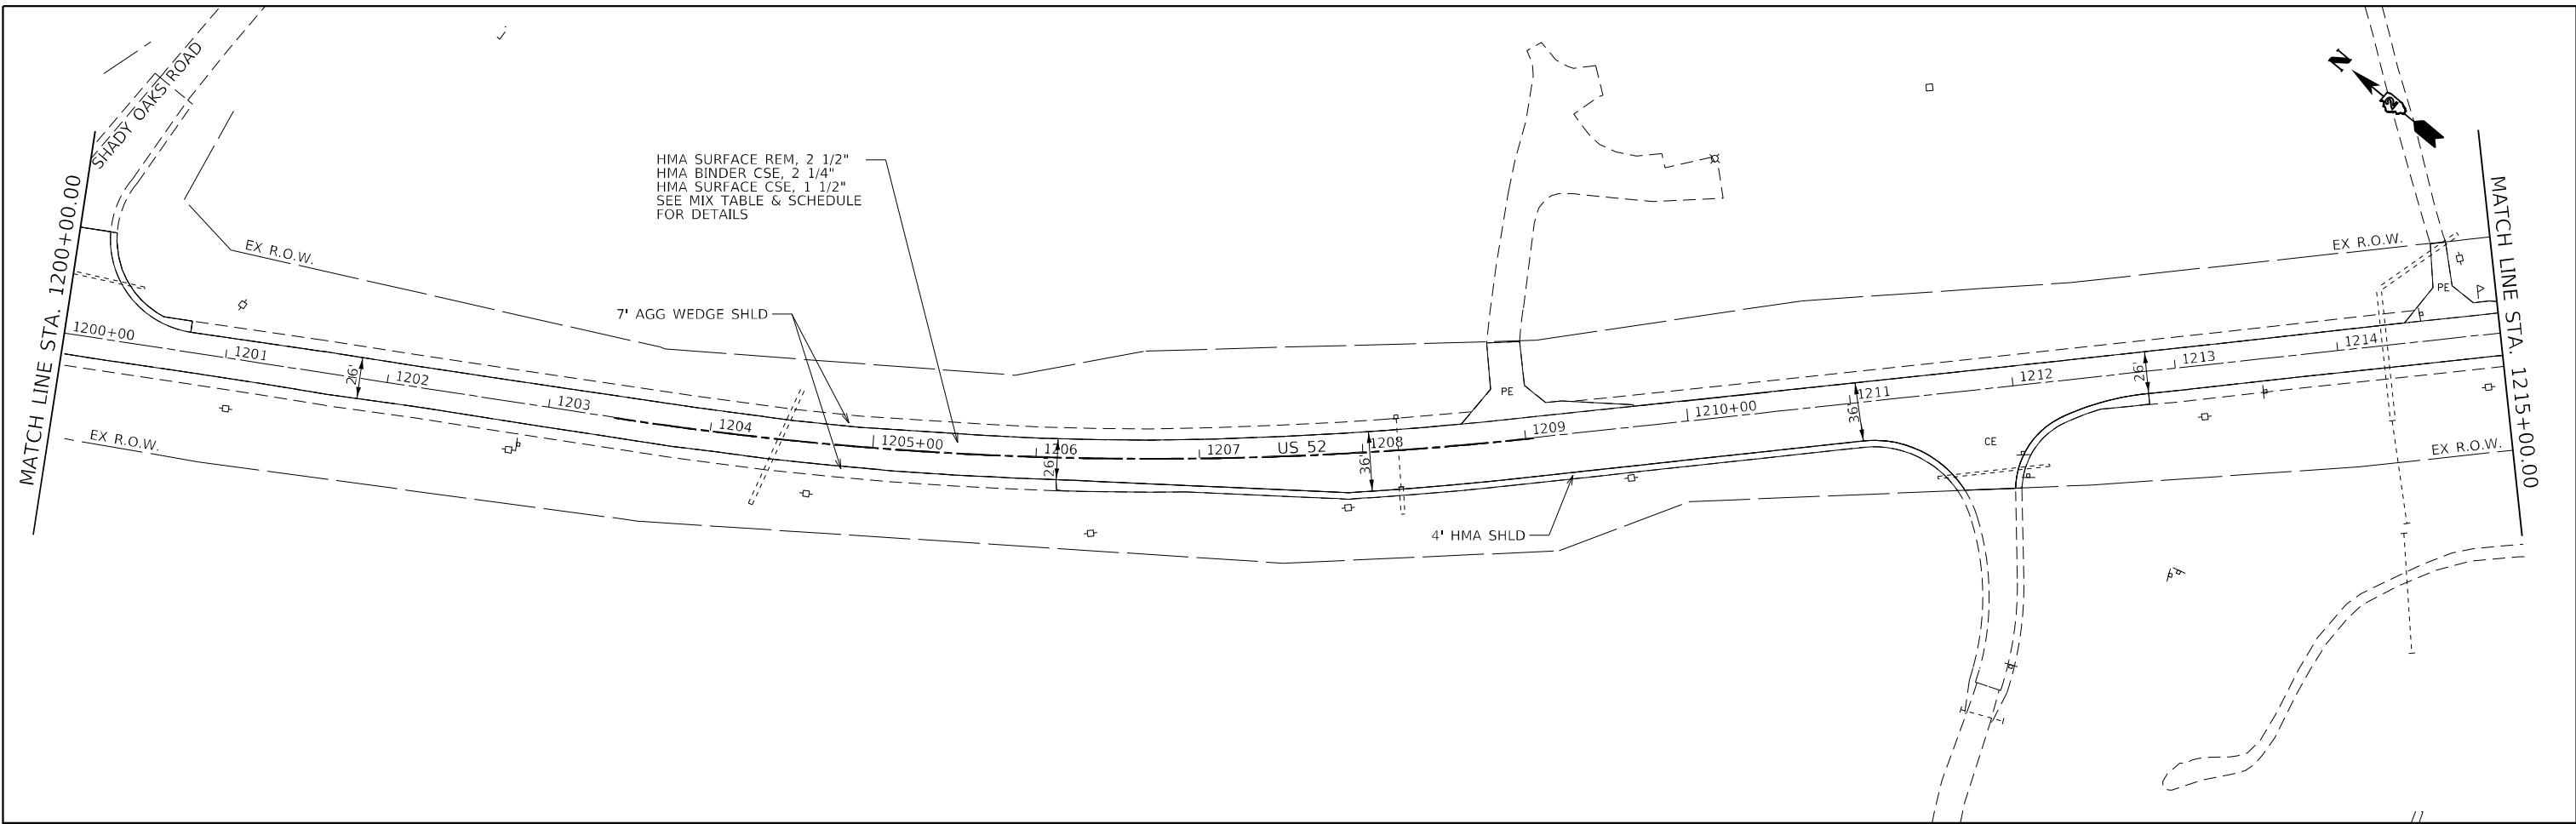 SHADY OAKS ROAD
N
2
MATCH LINE STA. 1200+00.00
HMA SURFACE REM, 2 1/2"
HMA BINDER CSE, 2 1/4"
HMA SURFACE CSE, 1 1/2"
SEE MIX TABLE & SCHEDULE
FOR DETAILS
EX R.O.W.
EX R.O.W.
MATCH LINE STA. 1215+00.00
7' AGG WEDGE SHLD
PE
PE
1200+00
1201
1202
1203
1204
1205+00
1206
1207
US 52
1208
1209
1210+00
1211
1212
1213
1214
26'
26'
36'
36'
26'
CE
EX R.O.W.
EX R.O.W.
4' HMA SHLD